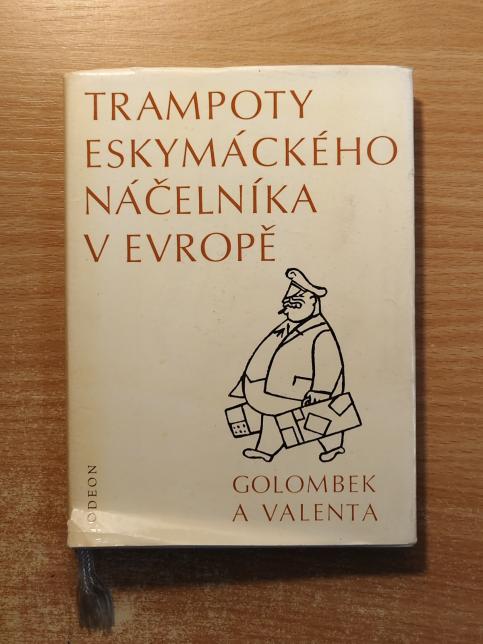 TRAMPOTY
ESKYMÁCKÉHO
NÁČELNÍKA
V EVROPĚ
ODEON
GOLOMBEK
A VALENTA